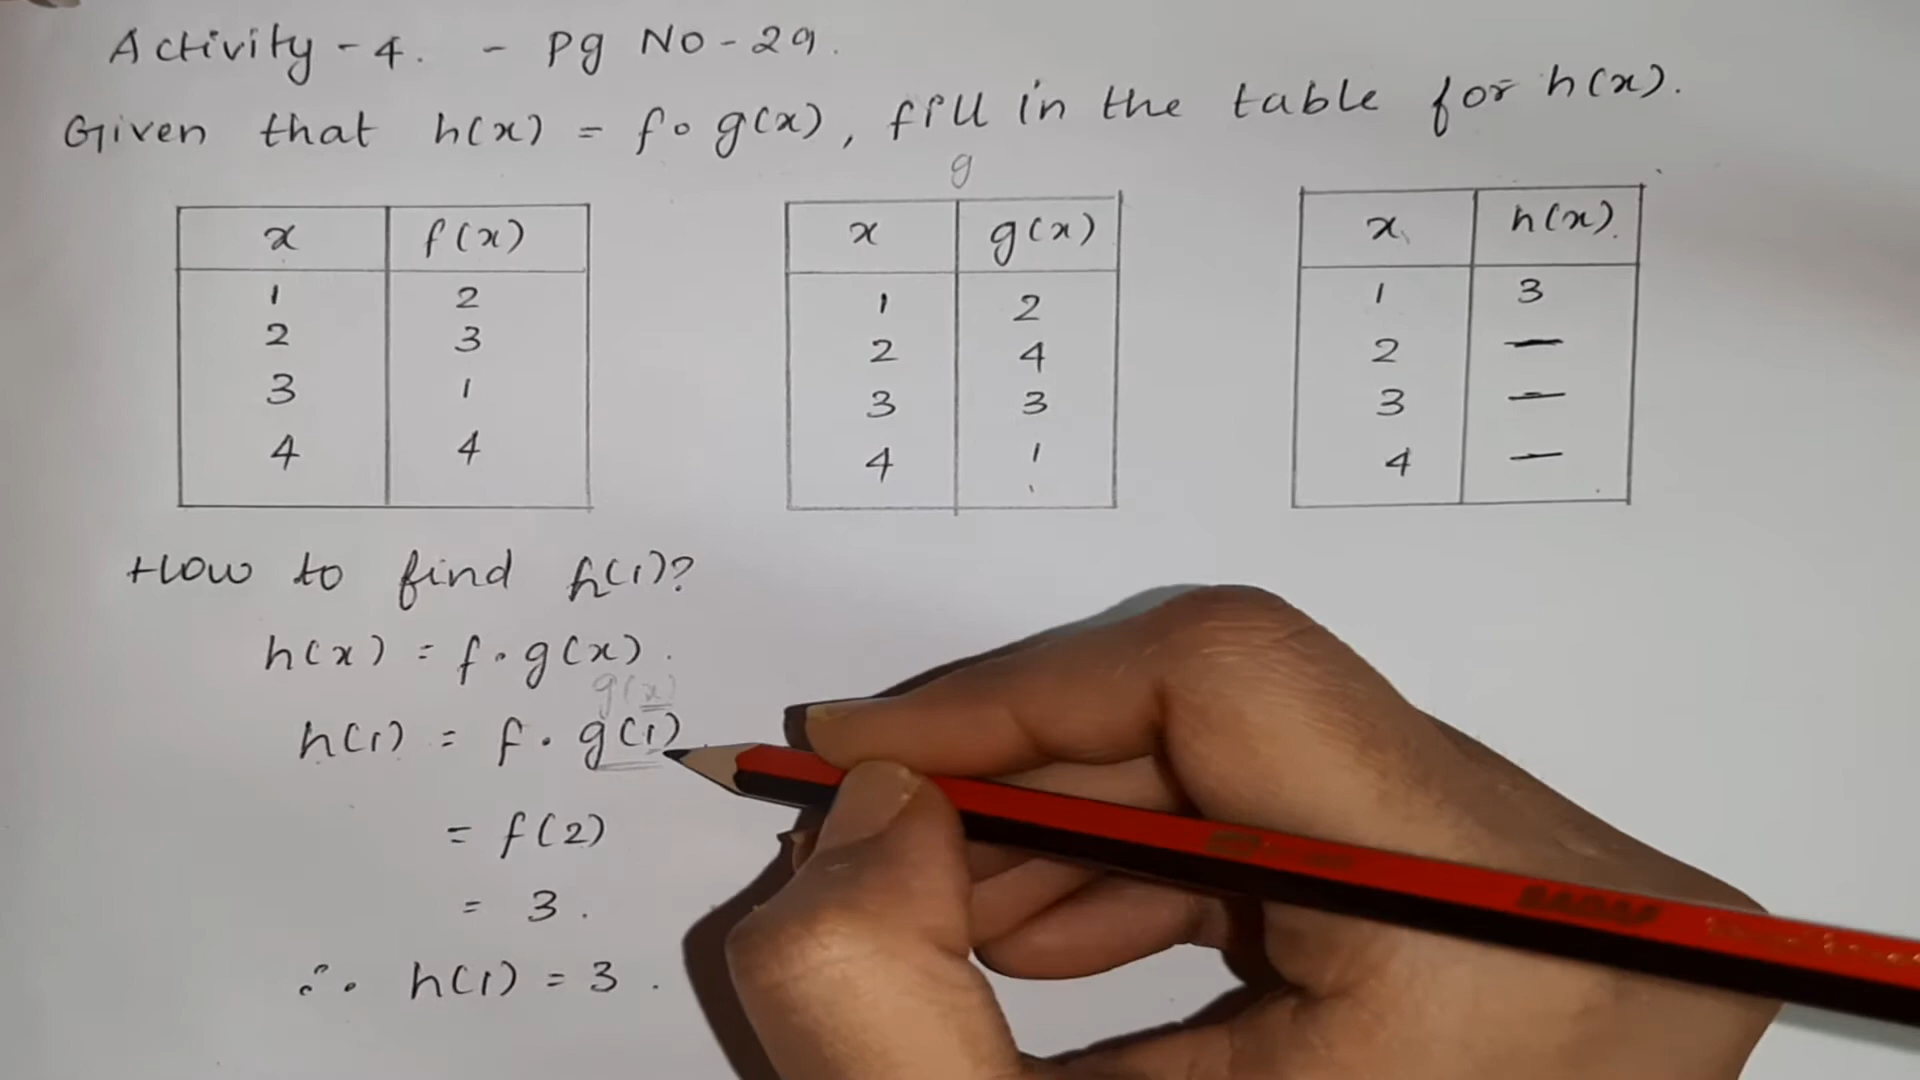 Activity - 4. - Pg No - 29.
Given that h(x) = f∘g(x), fill in the table for h(x).
g
x f(x)
1 2
2 3
3 1
4 4
x g(x)
1 2
2 4
3 3
4 1
x h(x).
1 3
2 —
3 —
4 —
How to find h(1)?
h(x) = f∘g(x).
g(x)
h(1) = f . g(1)
= f(2)
= 3.
∴ h(1) = 3.